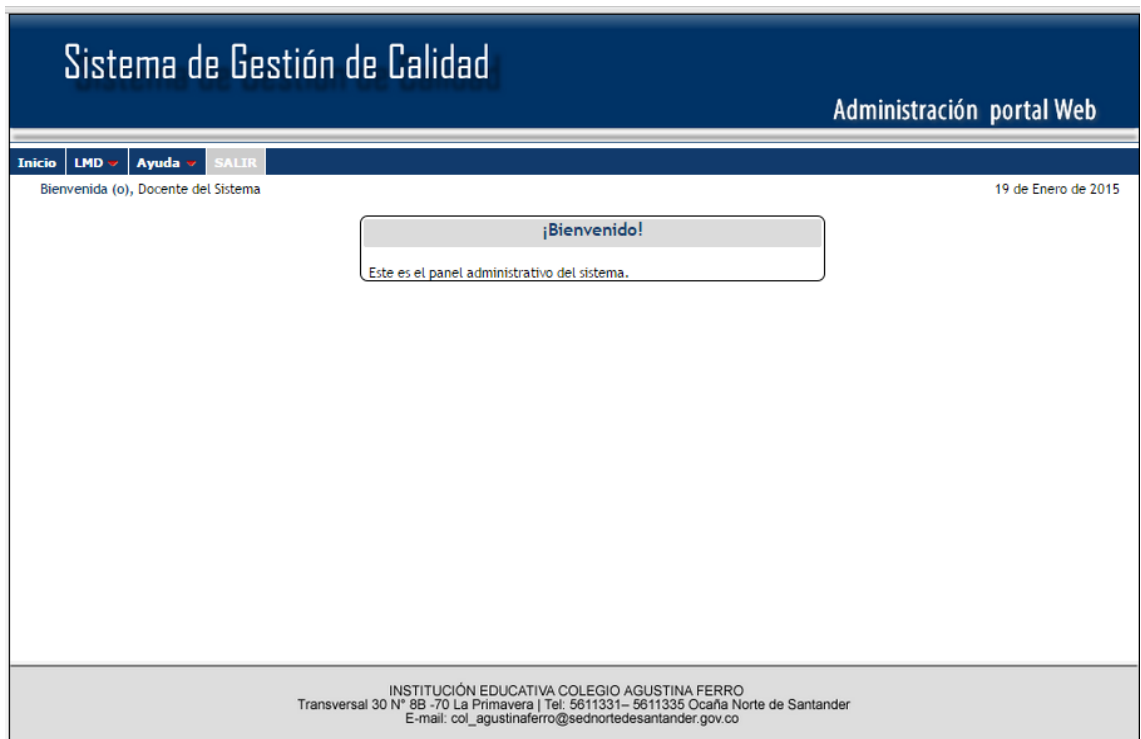 Sistema de Gestión de Calidad
Administración portal Web
Inicio LMD Ayuda SALIR
Bienvenida (o), Docente del Sistema 19 de Enero de 2015
¡Bienvenido!
Este es el panel administrativo del sistema.
INSTITUCIÓN EDUCATIVA COLEGIO AGUSTINA FERRO
Transversal 30 N° 8B -70 La Primavera | Tel: 5611331– 5611335 Ocaña Norte de Santander
E-mail: col_agustinaferro@sednortedesantander.gov.co